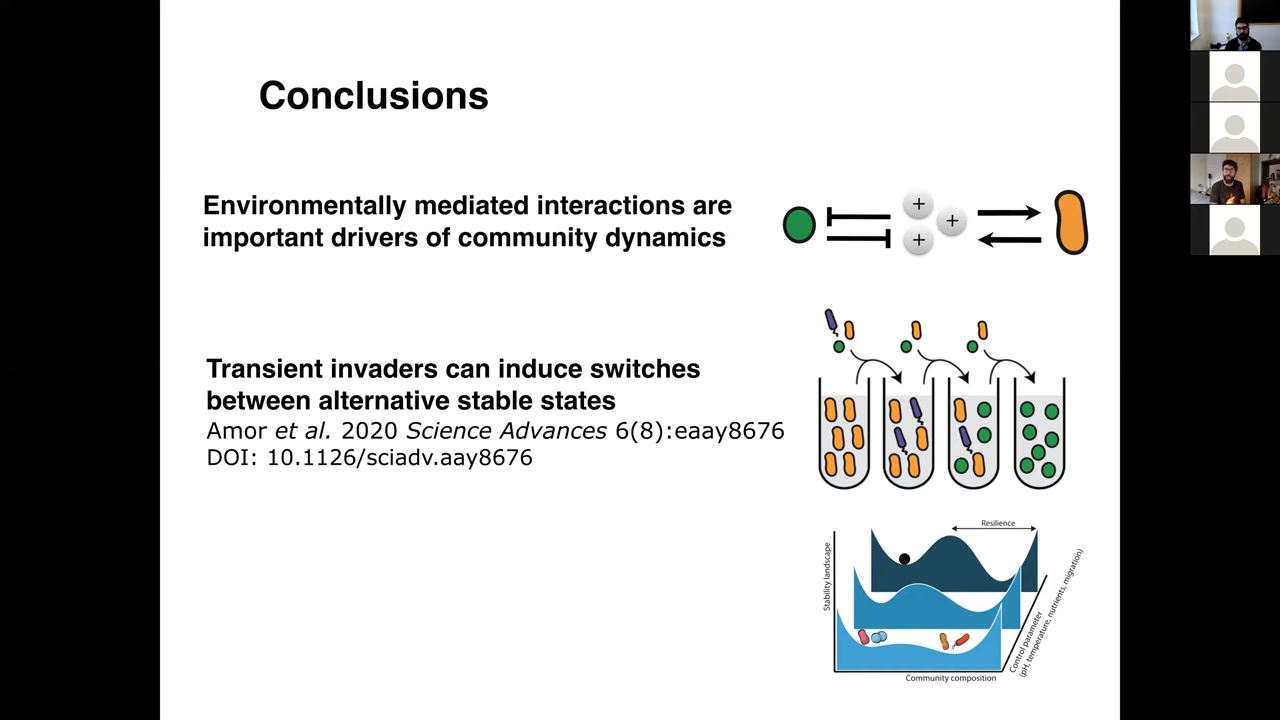 Conclusions
Environmentally mediated interactions are
important drivers of community dynamics
+
+
+
Transient invaders can induce switches
between alternative stable states
Amor et al. 2020 Science Advances 6(8):eaay8676
DOI: 10.1126/sciadv.aay8676
Resilience
Stability landscape
Control parameter
(pH, temperature, nutrients, migration)
Community composition